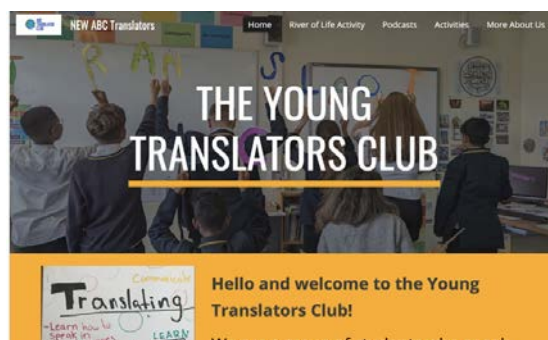 NEW ABC Translators
Home River of Life Activity Podcasts Activities More About Us
THE YOUNG
TRANSLATORS CLUB
Communicate
Translating
-Learn how to
speak in
LEARN
Hello and welcome to the Young
Translators Club!